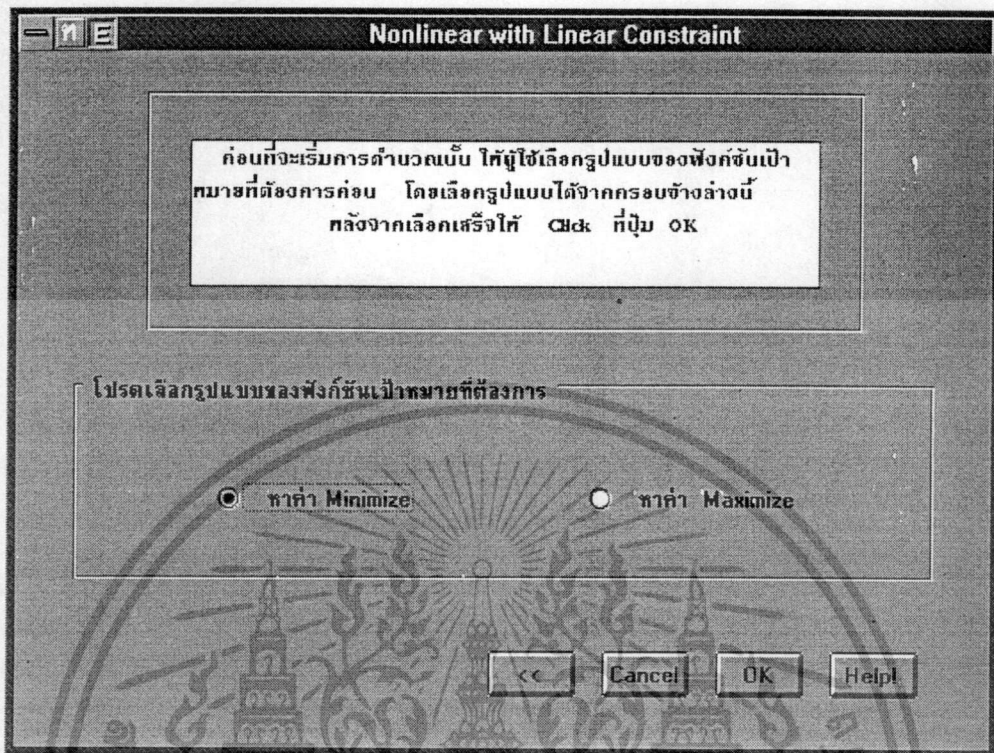 ท E Nonlinear with Linear Constraint
ก่อนที่จะเริ่มการคำนวณนั้น ให้ผู้ใช้เลือกรูปแบบของฟังก์ชันเป้า
หมายที่ต้องการก่อน โดยเลือกรูปแบบได้จากกรอบข้างล่างนี้
หลังจากเลือกเสร็จให้ Click ที่ปุ่ม OK
โปรดเลือกรูปแบบของฟังก์ชันเป้าหมายที่ต้องการ
หาค่า Minimize หาค่า Maximize
<< Cancel OK Help!